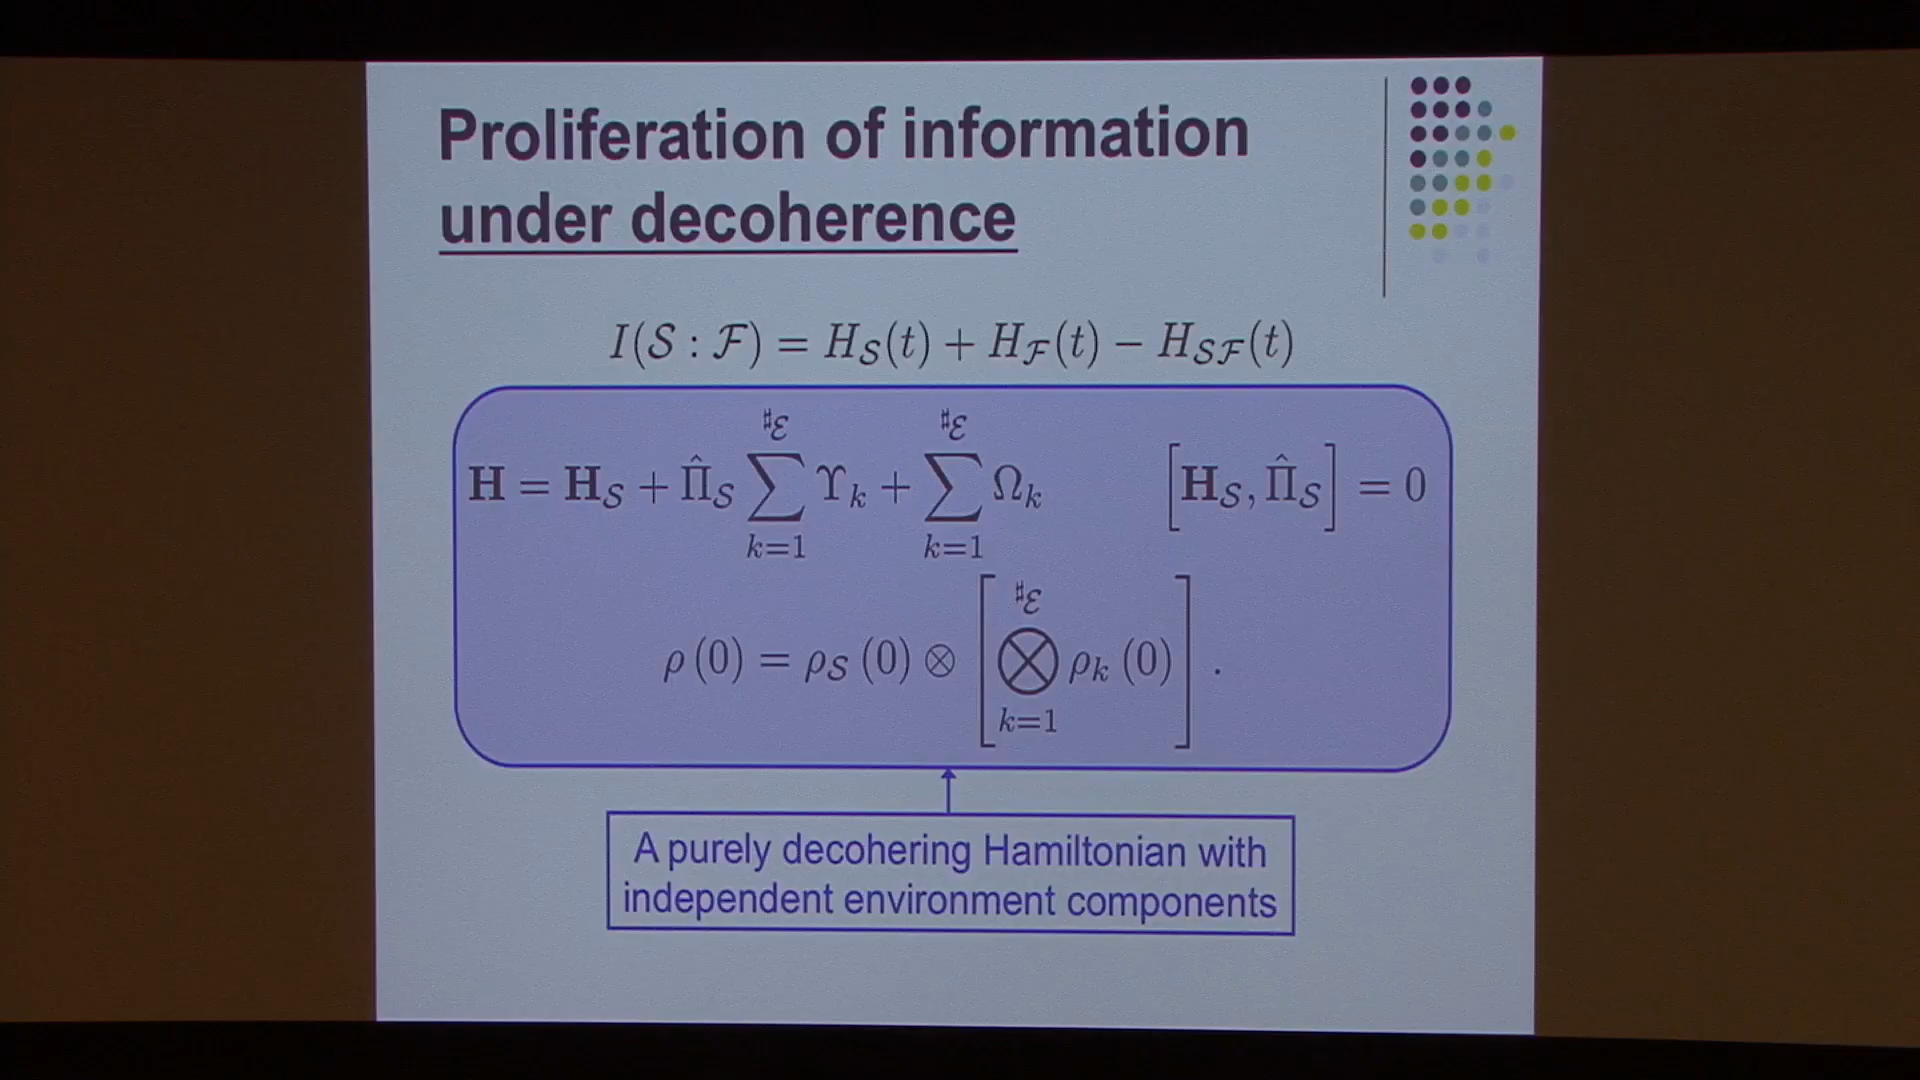 Proliferation of information
under decoherence
I(𝒮 : ℱ) = H_𝒮(t) + H_ℱ(t) − H_𝒮ℱ(t)
𝐇 = 𝐇_𝒮 + Π̂_𝒮 ∑_{k=1}^{♯ℰ} ϒ_k + ∑_{k=1}^{♯ℰ} Ω_k [𝐇_𝒮, Π̂_𝒮] = 0
ρ (0) = ρ_𝒮 (0) ⊗ [⨂_{k=1}^{♯ℰ} ρ_k (0)] .
A purely decohering Hamiltonian with
independent environment components